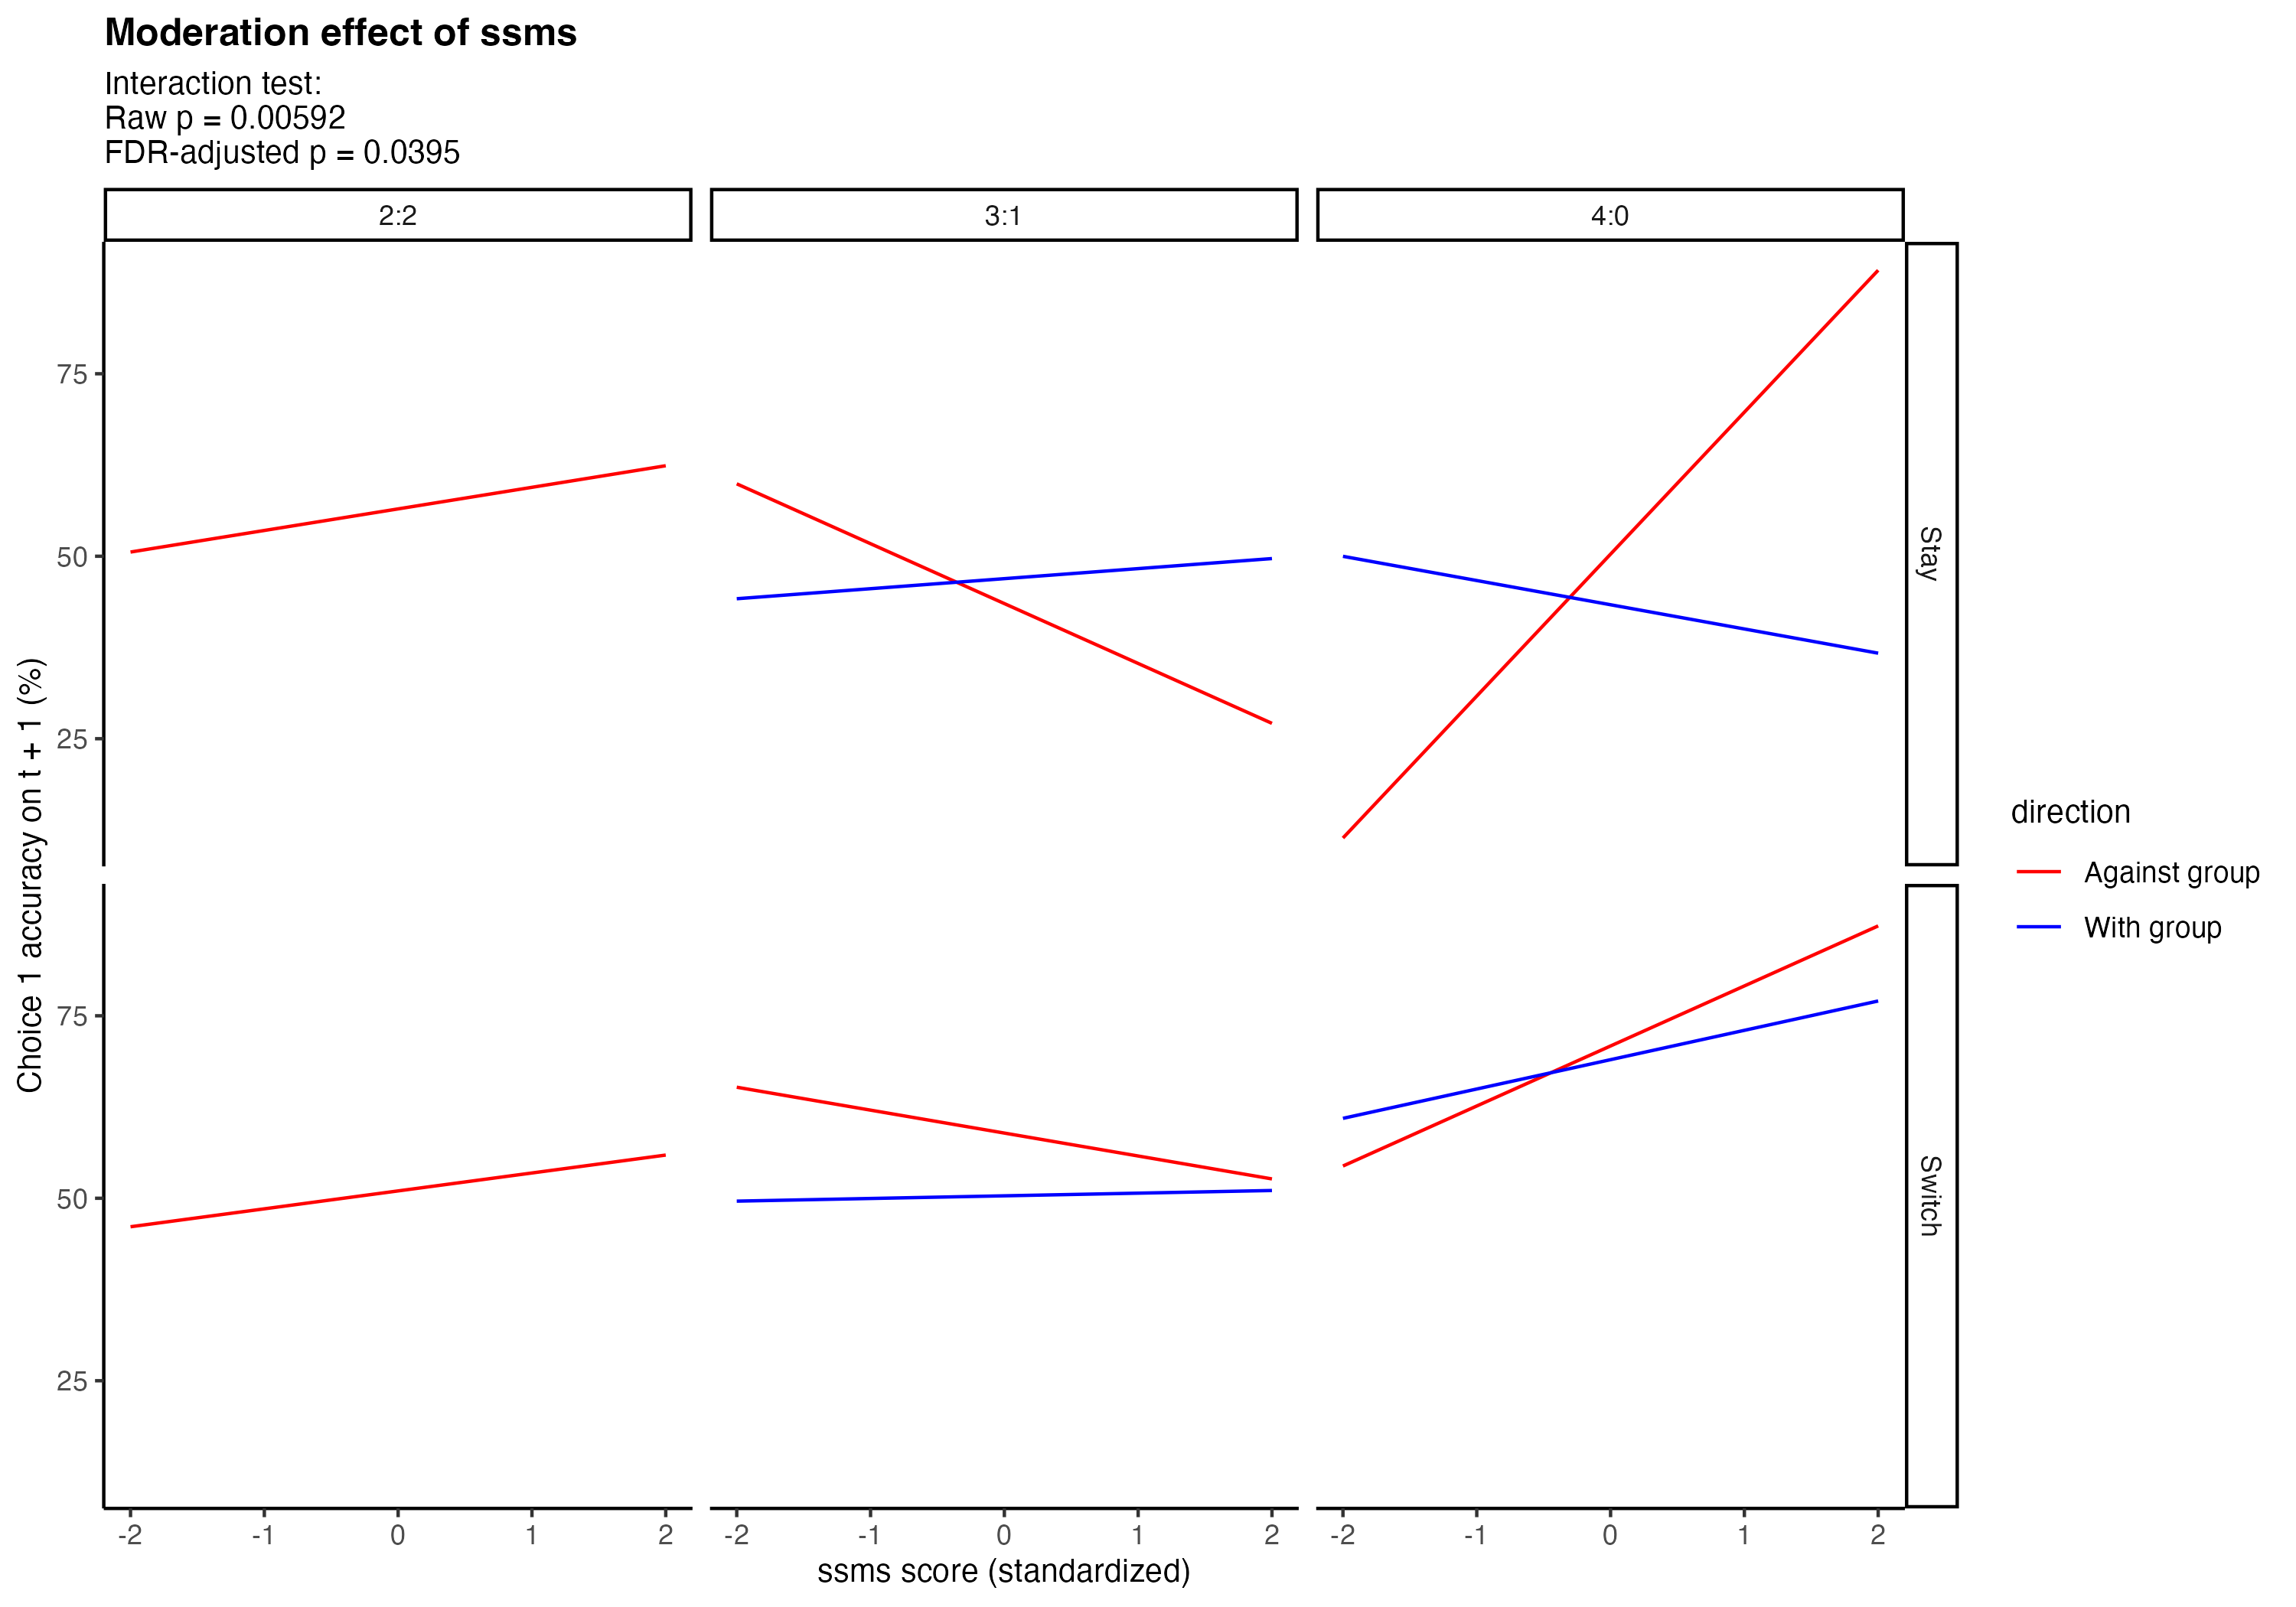 Moderation effect of ssms
Interaction test:
Raw p = 0.00592
FDR-adjusted p = 0.0395
2:2
3:1
4:0
75
50
25
Stay
75
50
25
Switch
Choice 1 accuracy on t + 1 (%)
-2 -1 0 1 2
-2 -1 0 1 2
-2 -1 0 1 2
ssms score (standardized)
direction
Against group
With group